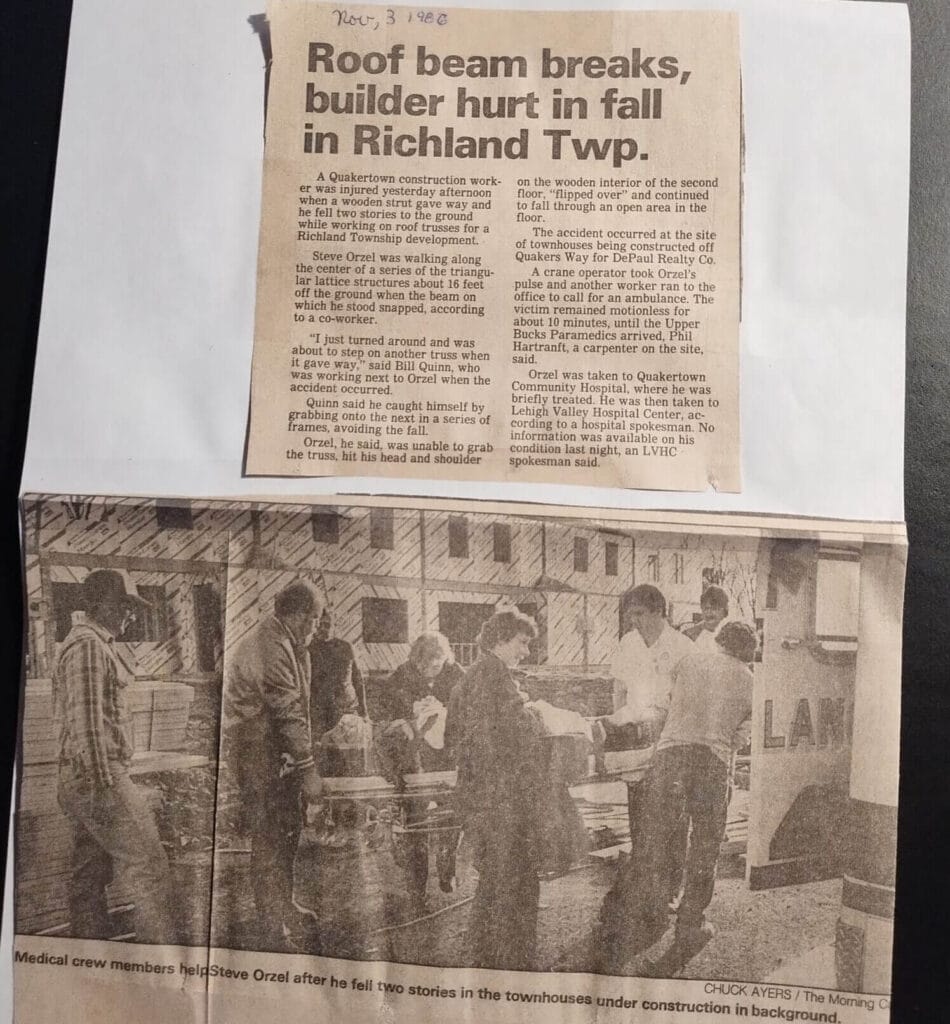 Nov, 3 1986
Roof beam breaks,
builder hurt in fall
in Richland Twp.
A Quakertown construction work-
er was injured yesterday afternoon
when a wooden strut gave way and
he fell two stories to the ground
while working on roof trusses for a
Richland Township development.
Steve Orzel was walking along
the center of a series of the triangu-
lar lattice structures about 16 feet
off the ground when the beam on
which he stood snapped, according
to a co-worker.
"I just turned around and was
about to step on another truss when
it gave way," said Bill Quinn, who
was working next to Orzel when the
accident occurred.
Quinn said he caught himself by
grabbing onto the next in a series of
frames, avoiding the fall.
Orzel, he said, was unable to grab
the truss, hit his head and shoulder
on the wooden interior of the second
floor, "flipped over" and continued
to fall through an open area in the
floor.
The accident occurred at the site
of townhouses being constructed off
Quakers Way for DePaul Realty Co.
A crane operator took Orzel's
pulse and another worker ran to the
office to call for an ambulance. The
victim remained motionless for
about 10 minutes, until the Upper
Bucks Paramedics arrived, Phil
Hartranft, a carpenter on the site,
said.
Orzel was taken to Quakertown
Community Hospital, where he was
briefly treated. He was then taken to
Lehigh Valley Hospital Center, ac-
cording to a hospital spokesman. No
information was available on his
condition last night, an LVHC
spokesman said.
LAM
CHUCK AYERS / The Morning C
Medical crew members help Steve Orzel after he fell two stories in the townhouses under construction in background.